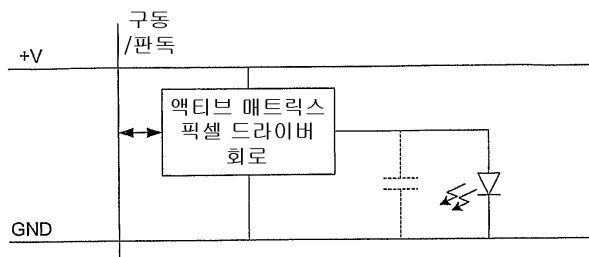 구동
/판독
+V
액티브 매트릭스
픽셀 드라이버
회로
GND